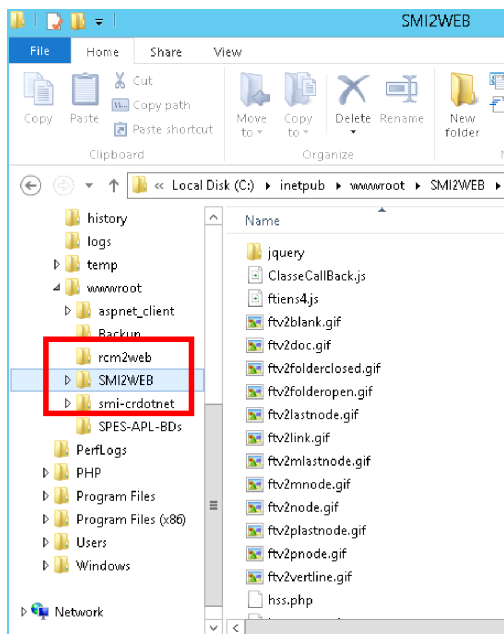 SMI2WEB
File Home Share View
Cut
Copy path
Paste shortcut
Copy Paste
Move to
Copy to
Delete Rename
New folder
Clipboard Organize
« Local Disk (C:) inetpub wwwroot SMI2WEB
history
logs
temp
wwwroot
aspnet_client
Backup
rcm2web
SMI2WEB
smi-crdotnet
SPES-APL-BDs
PerfLogs
PHP
Program Files
Program Files (x86)
Users
Windows
Network
Name
jquery
ClasseCallBack.js
ftiens4.js
ftv2blank.gif
ftv2doc.gif
ftv2folderclosed.gif
ftv2folderopen.gif
ftv2lastnode.gif
ftv2link.gif
ftv2mlastnode.gif
ftv2mnode.gif
ftv2node.gif
ftv2plastnode.gif
ftv2pnode.gif
ftv2vertline.gif
hss.php